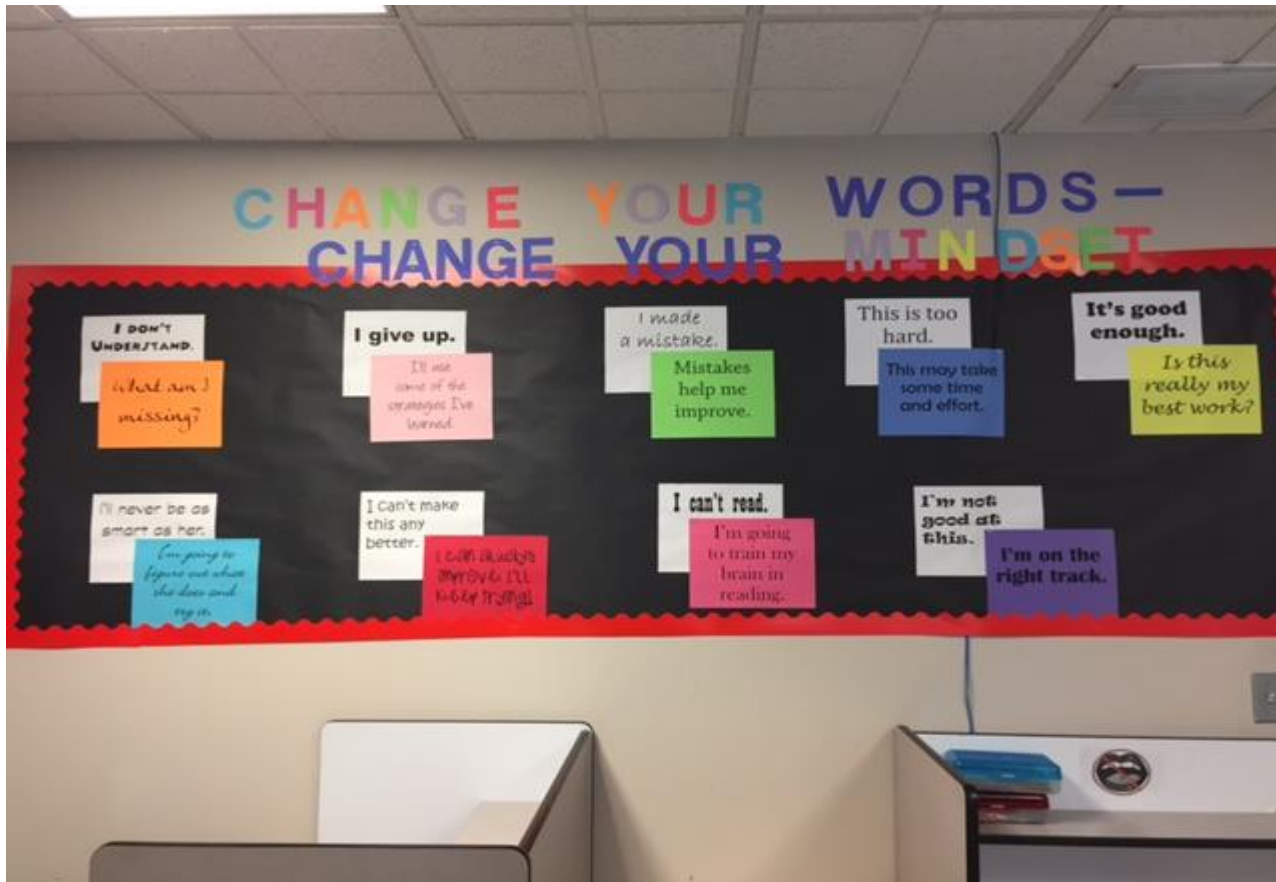 CHANGE YOUR WORDS—
CHANGE YOUR MINDSET
I DON'T
UNDERSTAND.
What am I
missing?
I give up.
I'll use
some of the
strategies I've
learned.
I made
a mistake.
Mistakes
help me
improve.
This is too
hard.
This may take
some time
and effort.
It's good
enough.
Is this
really my
best work?
I'll never be as
smart as her.
I'm going to
figure out what
she does and
try it.
I can't make
this any
better.
I can always
improve. I'll
keep trying!
I can't read.
I'm going
to train my
brain in
reading.
I'm not
good at
this.
I'm on the
right track.